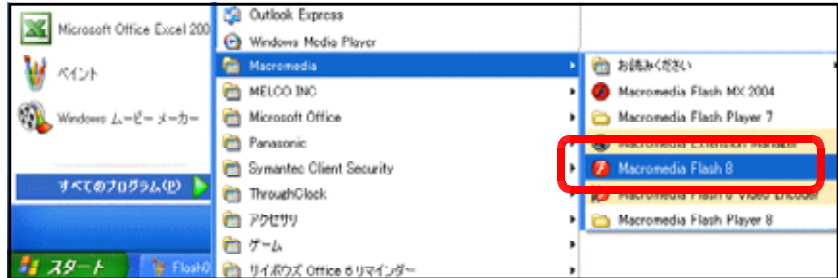 Microsoft Office Excel 200
ペイント
Windows ムービー メーカー
すべてのプログラム(P)
スタート
Flash
Outlook Express
Windows Media Player
Macromedia
MELCO INC
Microsoft Office
Panasonic
Symantec Client Security
ThroughClock
アクセサリ
ゲーム
サイボウズ Office 6 リマインダー
お読みください
Macromedia Flash MX 2004
Macromedia Flash Player 7
Macromedia Extension Manager
Macromedia Flash 8
Macromedia Flash 8 Video Encoder
Macromedia Flash Player 8